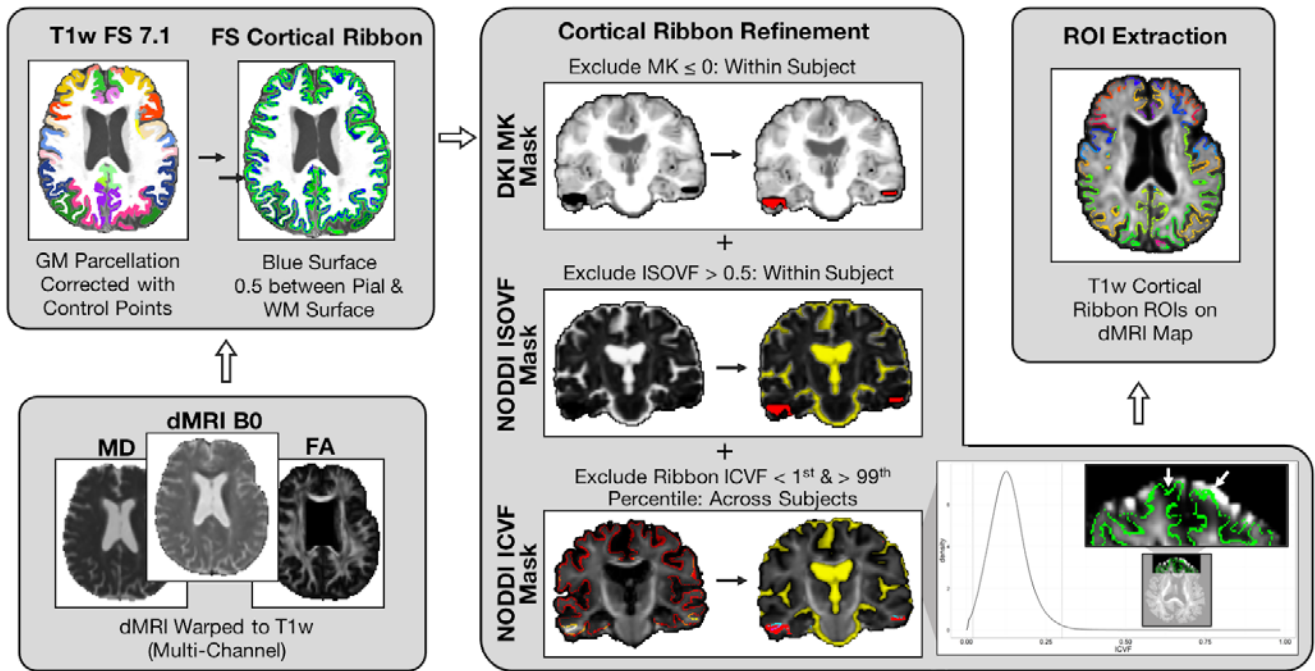 T1w FS 7.1
FS Cortical Ribbon
GM Parcellation
Corrected with
Control Points
Blue Surface
0.5 between Pial &
WM Surface
MD
dMRI B0
FA
dMRI Warped to T1w
(Multi-Channel)
Cortical Ribbon Refinement
Exclude MK ≤ 0: Within Subject
DKI MK
Mask
+
Exclude ISOVF > 0.5: Within Subject
NODDI ISOVF
Mask
+
Exclude Ribbon ICVF < 1st & > 99th
Percentile: Across Subjects
NODDI ICVF
Mask
density
0.00
0.25
0.50
0.75
1.00
ICVF
ROI Extraction
T1w Cortical
Ribbon ROIs on
dMRI Map